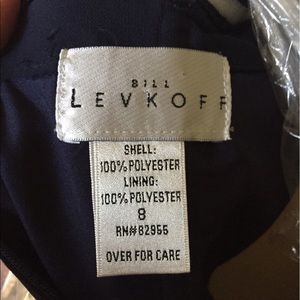 BILL
LEVKOFF
SHELL:
100% POLYESTER
LINING:
100% POLYESTER
8
RN#82955
OVER FOR CARE